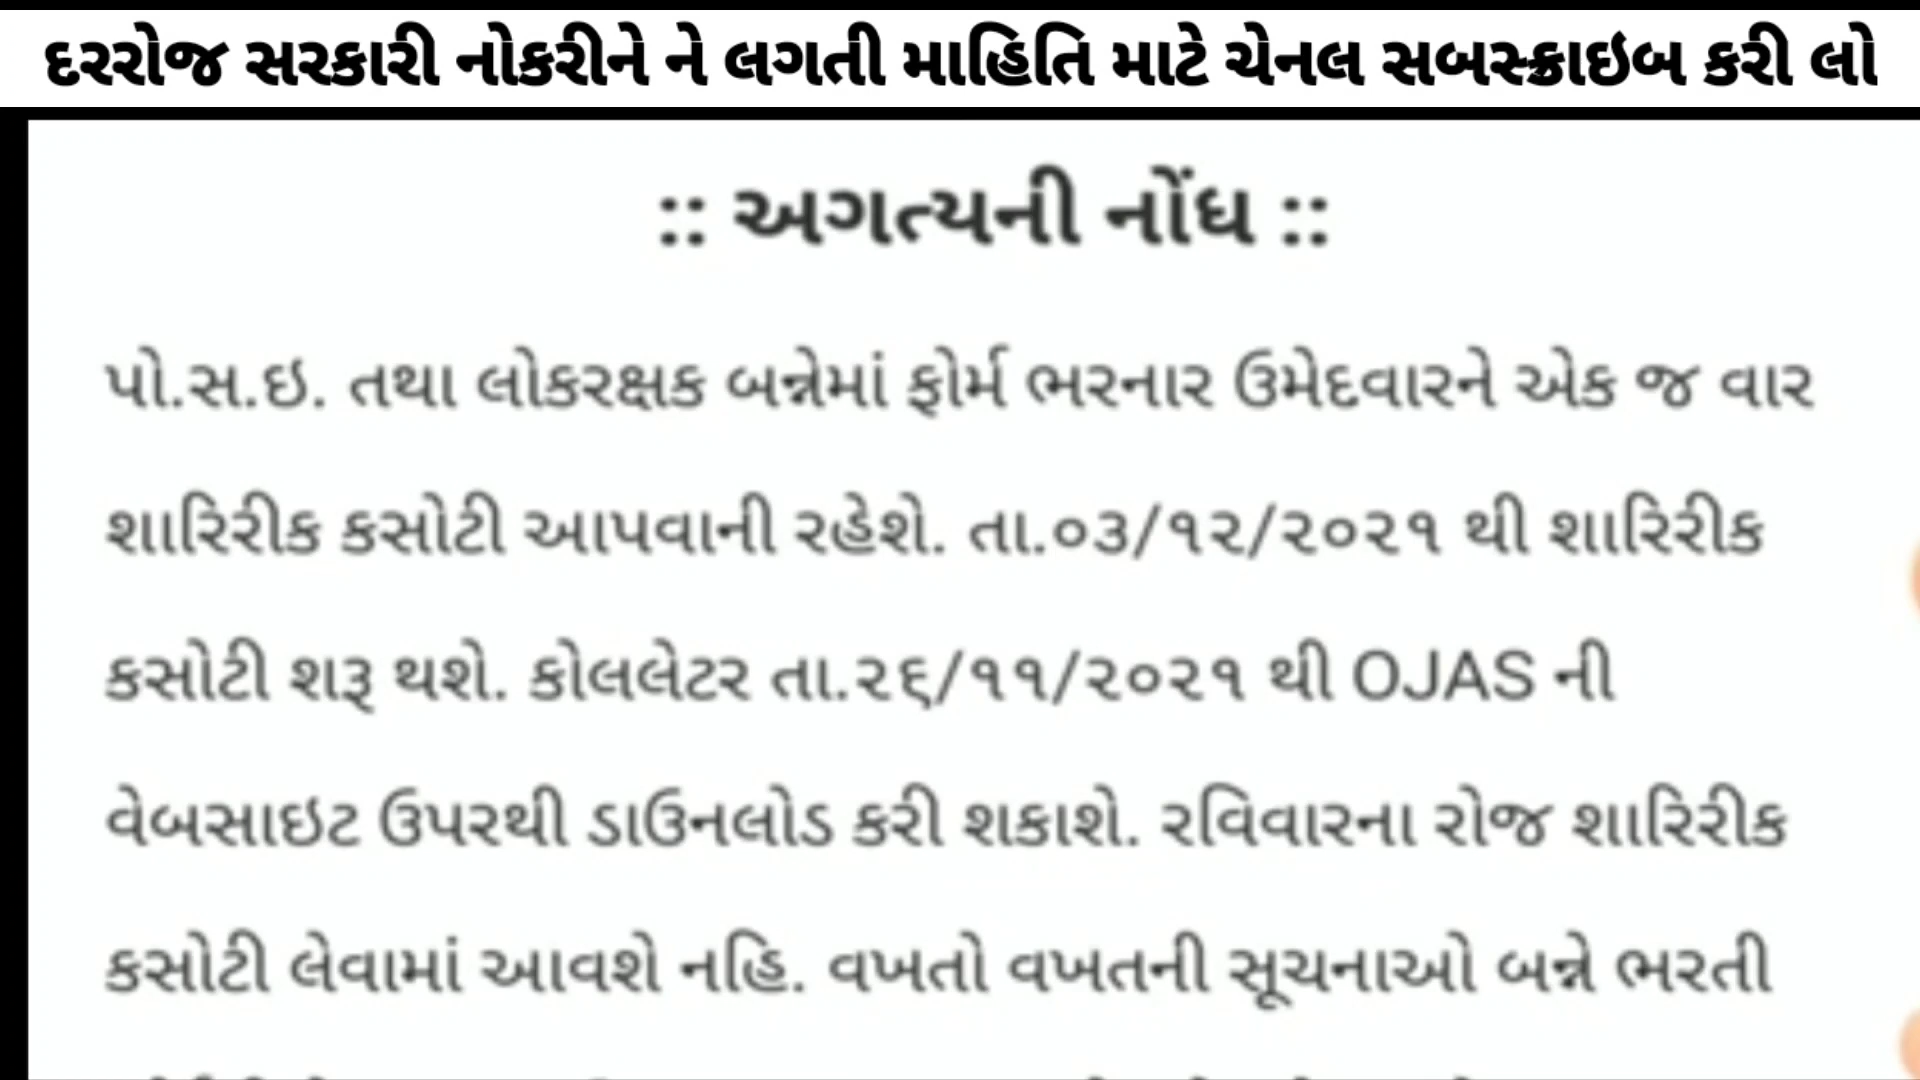 દરરોજ સરકારી નોકરીને ને લગતી માહિતિ માટે ચેનલ સબસ્ક્રાઇબ કરી લો
:: અગત્યની નોંધ ::
પો.સ.ઇ. તથા લોકરક્ષક બન્નેમાં ફોર્મ ભરનાર ઉમેદવારને એક જ વાર
શારિરીક કસોટી આપવાની રહેશે. તા.૦૩/૧૨/૨૦૨૧ થી શારિરીક
કસોટી શરૂ થશે. કોલલેટર તા.૨૬/૧૧/૨૦૨૧ થી OJAS ની
વેબસાઇટ ઉપરથી ડાઉનલોડ કરી શકાશે. રવિવારના રોજ શારિરીક
કસોટી લેવામાં આવશે નહિ. વખતો વખતની સૂચનાઓ બન્ને ભરતી